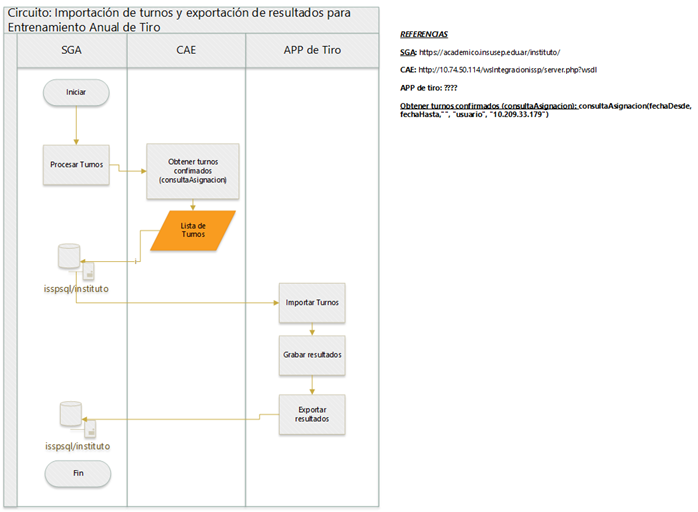 Circuito: Importación de turnos y exportación de resultados para
Entrenamiento Anual de Tiro
SGA
CAE
APP de Tiro
Iniciar
Procesar Turnos
Obtener turnos
confimados
(consultaAsignacion)
Lista de
Turnos
isspsql/instituto
Importar Turnos
Grabar resultados
Exportar
resultados
isspsql/instituto
Fin
REFERENCIAS
SGA: https://academico.insusep.edu.ar/instituto/
CAE: http://10.74.50.114/wsIntegracionissp/server.php?wsdl
APP de tiro: ????
Obtener turnos confirmados (consultaAsignacion): consultaAsignacion(fechaDesde,
fechaHasta,"", "usuario", "10.209.33.179")